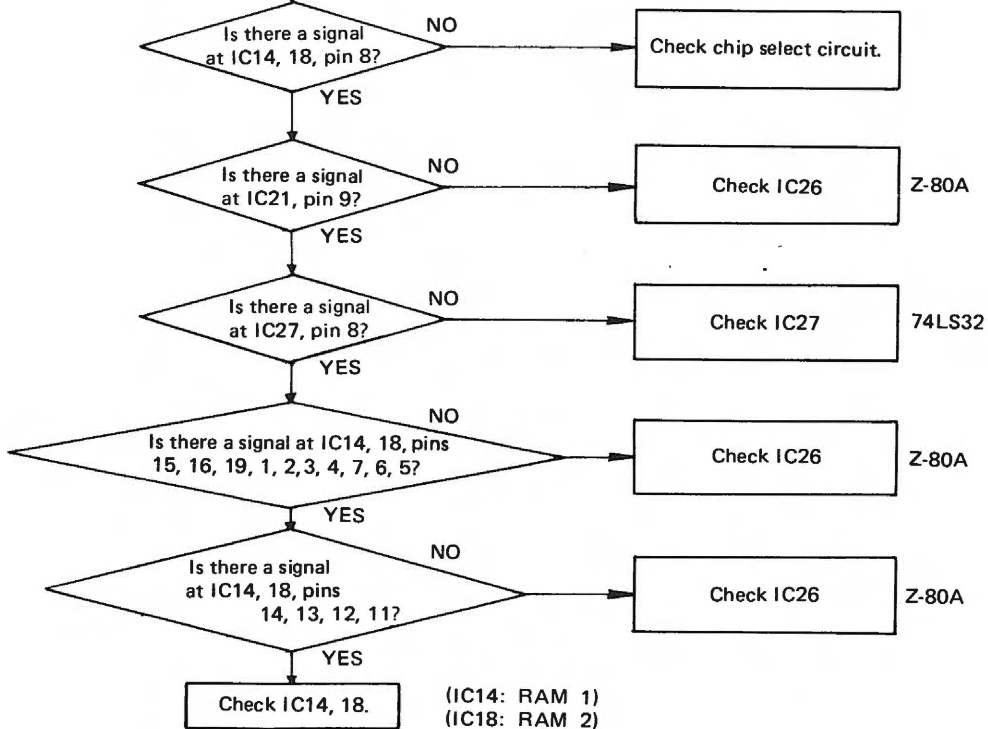 Is there a signal
at IC14, 18, pin 8?
NO
Check chip select circuit.
YES
Is there a signal
at IC21, pin 9?
NO
Check IC26
Z-80A
YES
Is there a signal
at IC27, pin 8?
NO
Check IC27
74LS32
YES
Is there a signal at IC14, 18, pins
15, 16, 19, 1, 2, 3, 4, 7, 6, 5?
NO
Check IC26
Z-80A
YES
Is there a signal
at IC14, 18, pins
14, 13, 12, 11?
NO
Check IC26
Z-80A
YES
Check IC14, 18.
(IC14: RAM 1)
(IC18: RAM 2)